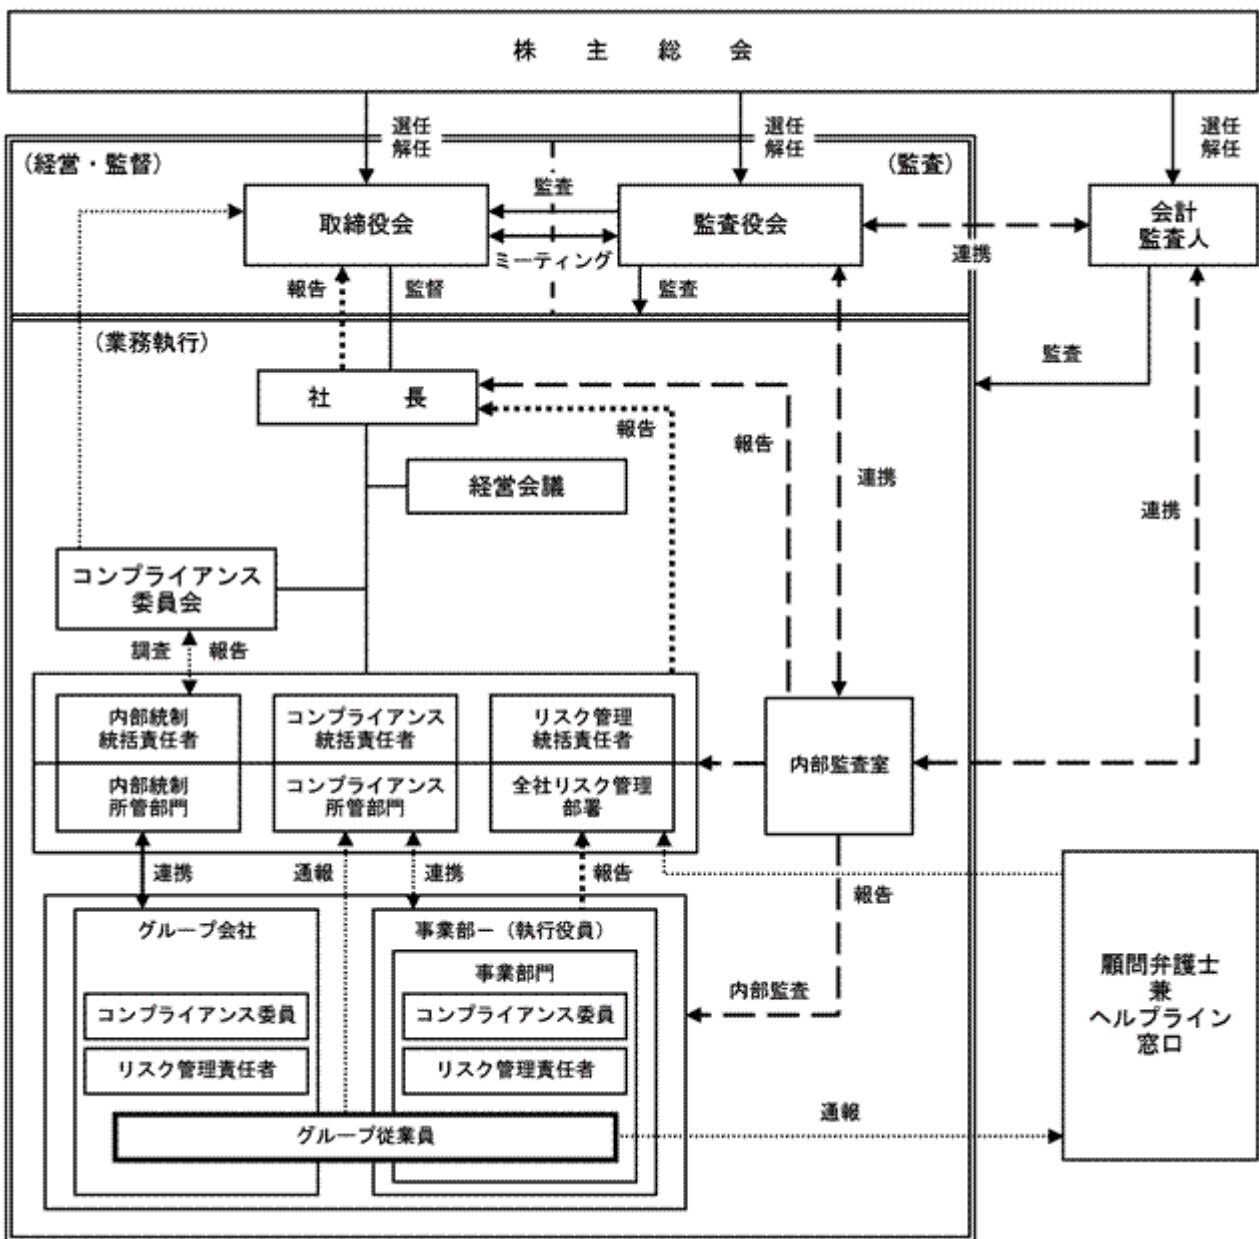 株主総会
選任
解任
選任
解任
選任
解任
(経営・監督)
(監査)
取締役会
監査
ミーティング
監査役会
連携
会計
監査人
報告
監督
監査
(業務執行)
監査
社長
報告
報告
連携
連携
経営会議
コンプライアンス
委員会
調査
報告
内部統制
統括責任者
コンプライアンス
統括責任者
リスク管理
統括責任者
内部統制
所管部門
コンプライアンス
所管部門
全社リスク管理
部署
内部監査室
連携
通報
連携
報告
報告
グループ会社
事業部ー(執行役員)
事業部門
コンプライアンス委員
コンプライアンス委員
リスク管理責任者
リスク管理責任者
内部監査
グループ従業員
通報
顧問弁護士
兼
ヘルプライン
窓口